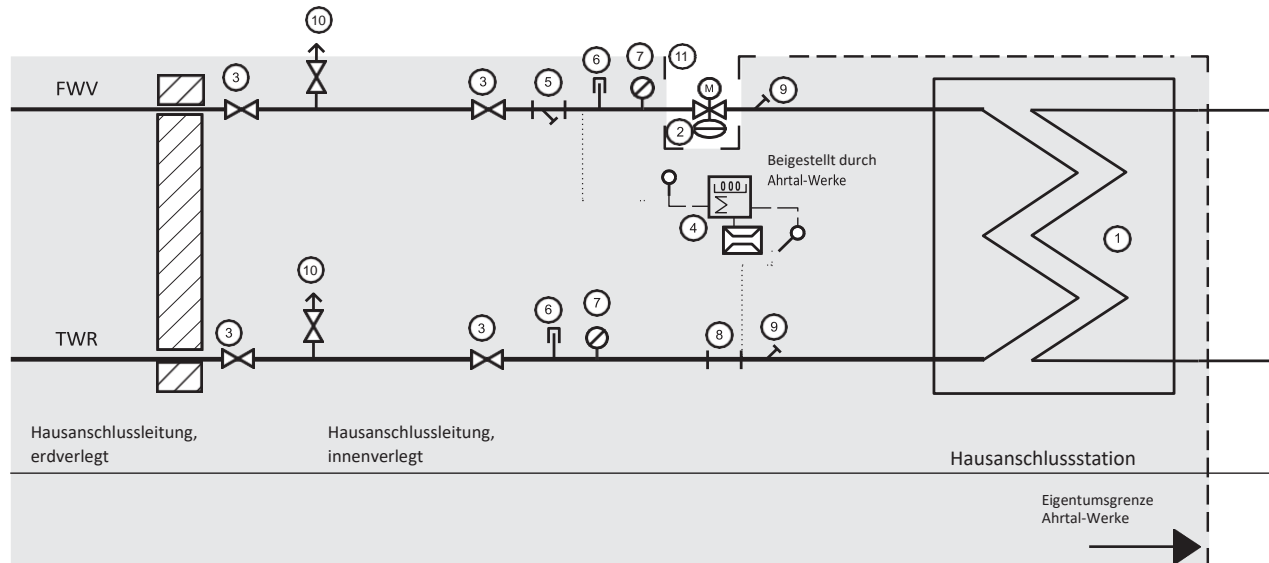 10
3
3
5
6
7
11
M
9
FWV
2
Beigestellt durch
Ahrtal-Werke
000
Σ
4
1
10
3
3
6
7
8
9
TWR
Hausanschlussleitung,
erdverlegt
Hausanschlussleitung,
innenverlegt
Hausanschlussstation
Eigentumsgrenze
Ahrtal-Werke